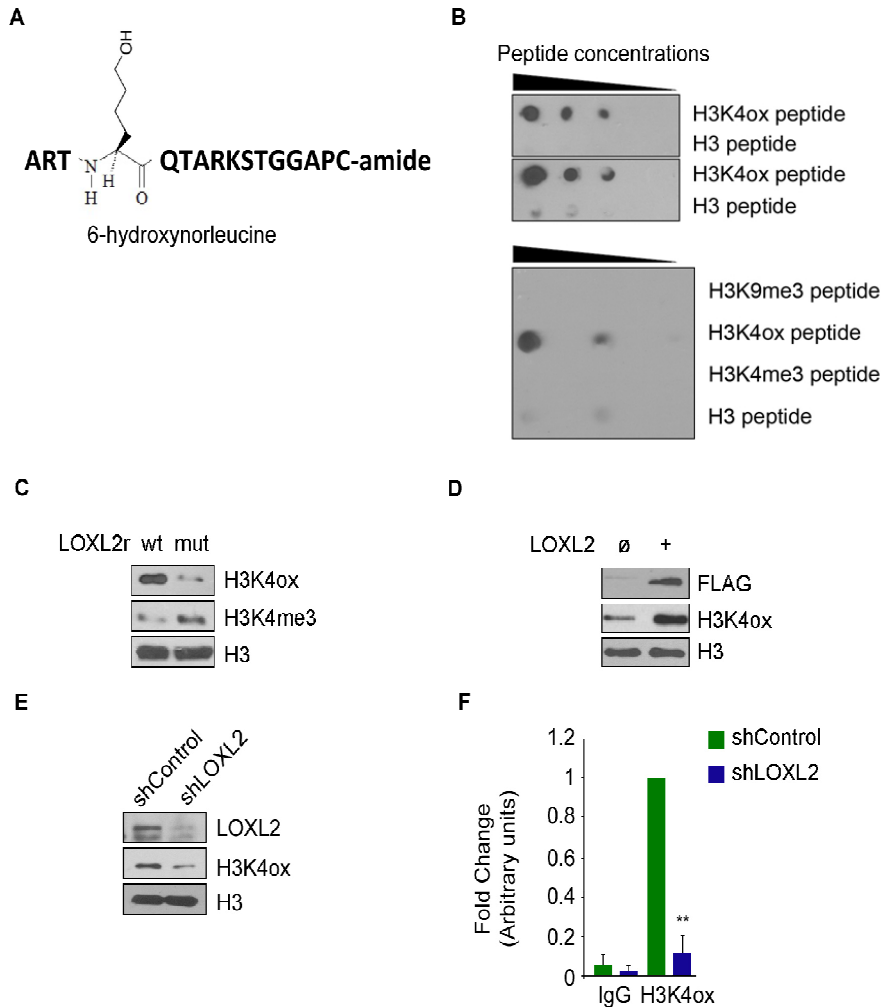 A
OH
ART
N
H
H
O
QTARKSTGGAPC-amide
6-hydroxynorleucine
B
Peptide concentrations
H3K4ox peptide
H3 peptide
H3K4ox peptide
H3 peptide
H3K9me3 peptide
H3K4ox peptide
H3K4me3 peptide
H3 peptide
C
LOXL2r wt mut
H3K4ox
H3K4me3
H3
D
LOXL2 ø +
FLAG
H3K4ox
H3
E
shControl
shLOXL2
LOXL2
H3K4ox
H3
F
shControl
shLOXL2
Fold Change
(Arbitrary units)
1.2
1
0.8
0.6
0.4
0.2
0
**
IgG H3K4ox